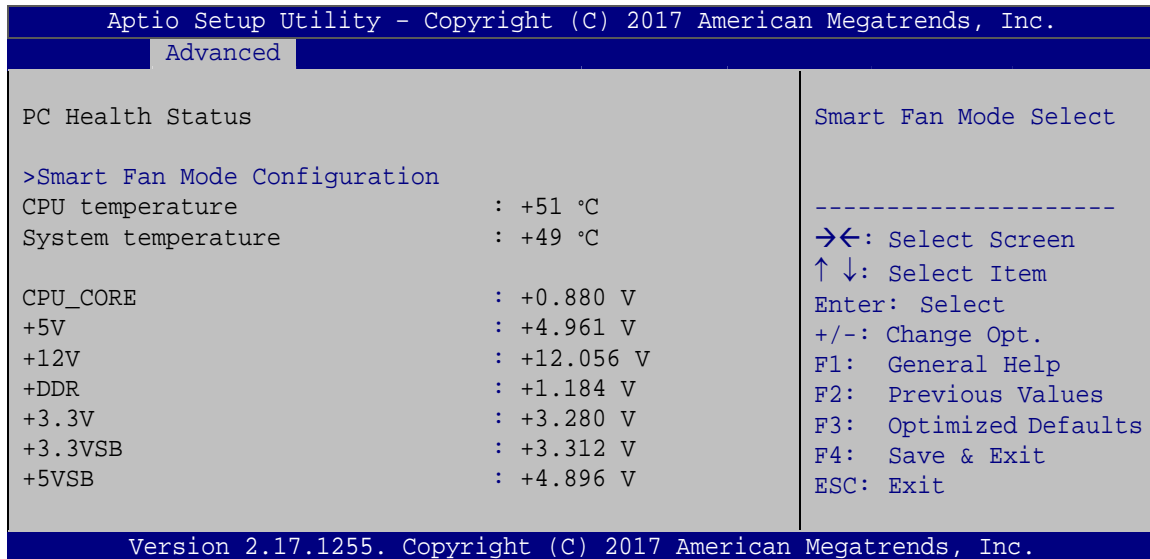 Aptio Setup Utility – Copyright (C) 2017 American Megatrends, Inc.
Advanced
PC Health Status
>Smart Fan Mode Configuration
CPU temperature : +51 °C
System temperature : +49 °C
CPU_CORE : +0.880 V
+5V : +4.961 V
+12V : +12.056 V
+DDR : +1.184 V
+3.3V : +3.280 V
+3.3VSB : +3.312 V
+5VSB : +4.896 V
Smart Fan Mode Select
---------------------
→←: Select Screen
↑ ↓: Select Item
Enter: Select
+/-: Change Opt.
F1: General Help
F2: Previous Values
F3: Optimized Defaults
F4: Save & Exit
ESC: Exit
Version 2.17.1255. Copyright (C) 2017 American Megatrends, Inc.